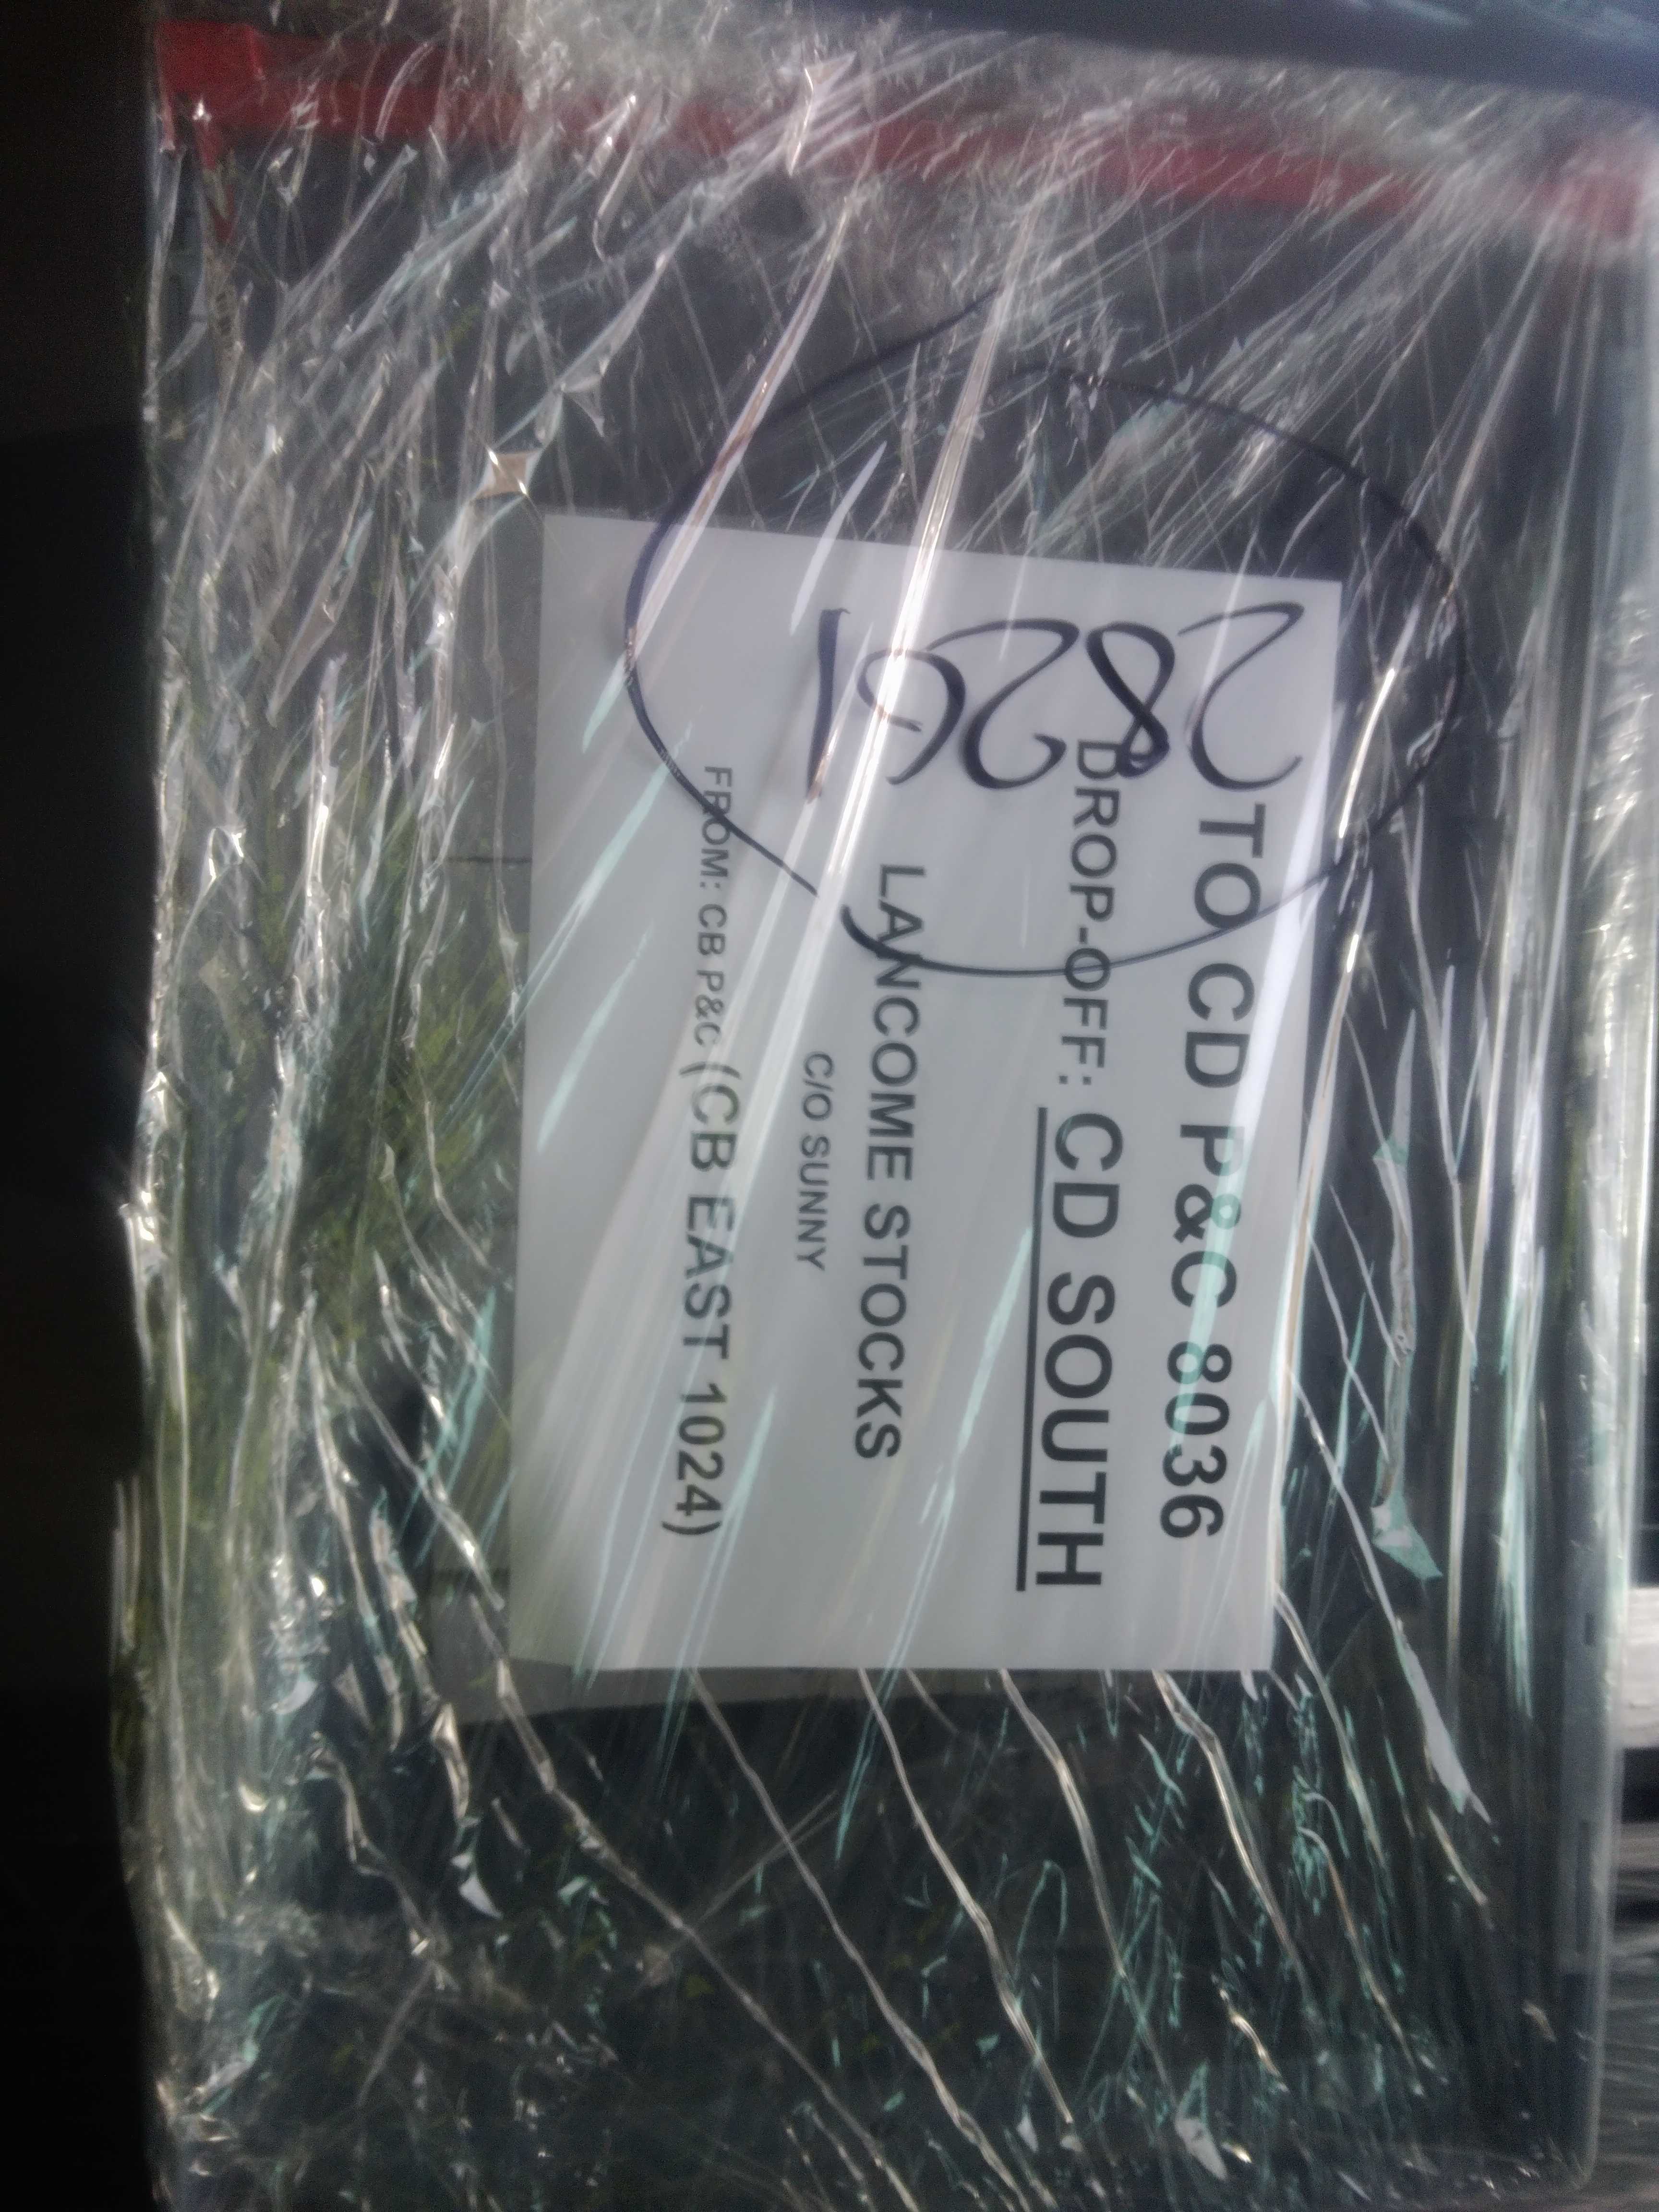 TO CD P&C 8036
DROP-OFF: CD SOUTH
LANCOME STOCKS
C/O SUNNY
FROM: CB P&C (CB EAST 1024)